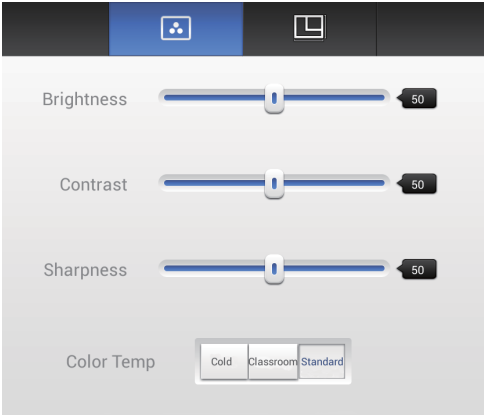 Brightness 50
Contrast 50
Sharpness 50
Color Temp Cold Classroom Standard